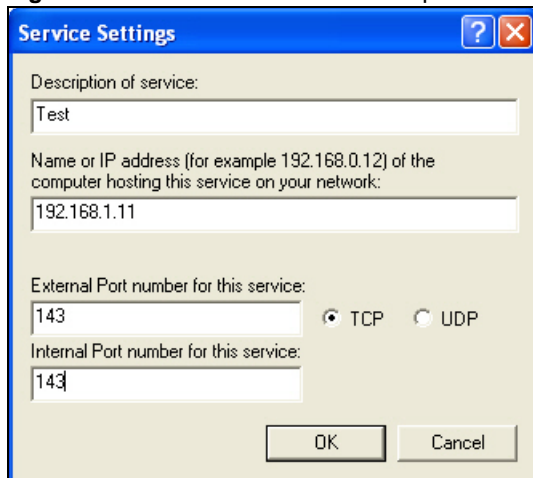 Service Settings
Description of service:
Test
Name or IP address (for example 192.168.0.12) of the
computer hosting this service on your network:
192.168.1.11
External Port number for this service:
143
TCP UDP
Internal Port number for this service:
143
OK Cancel